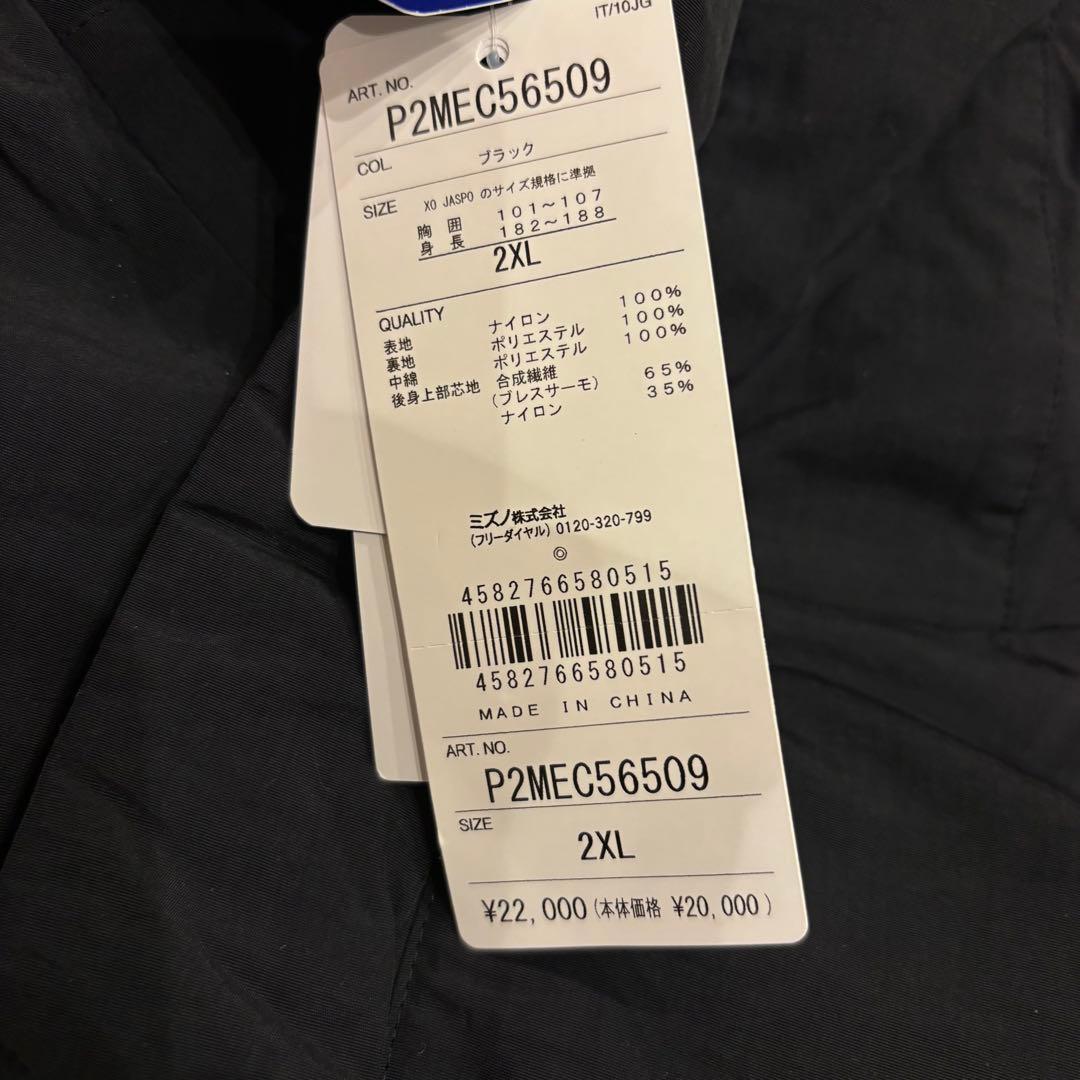 IT/10JG
ART. NO.
P2MEC56509
COL. ブラック
SIZE XO JASPO のサイズ規格に準拠
胸囲 101～107
身長 182～188
2XL
QUALITY
表地 ナイロン 100%
裏地 ポリエステル 100%
中綿 ポリエステル 100%
後身上部芯地 合成繊維 65%
(ブレスサーモ)
ナイロン 35%
ミズノ株式会社
(フリーダイヤル) 0120-320-799
◎
4582766580515
4582766580515
MADE IN CHINA
ART. NO.
P2MEC56509
SIZE
2XL
¥22,000(本体価格 ¥20,000)